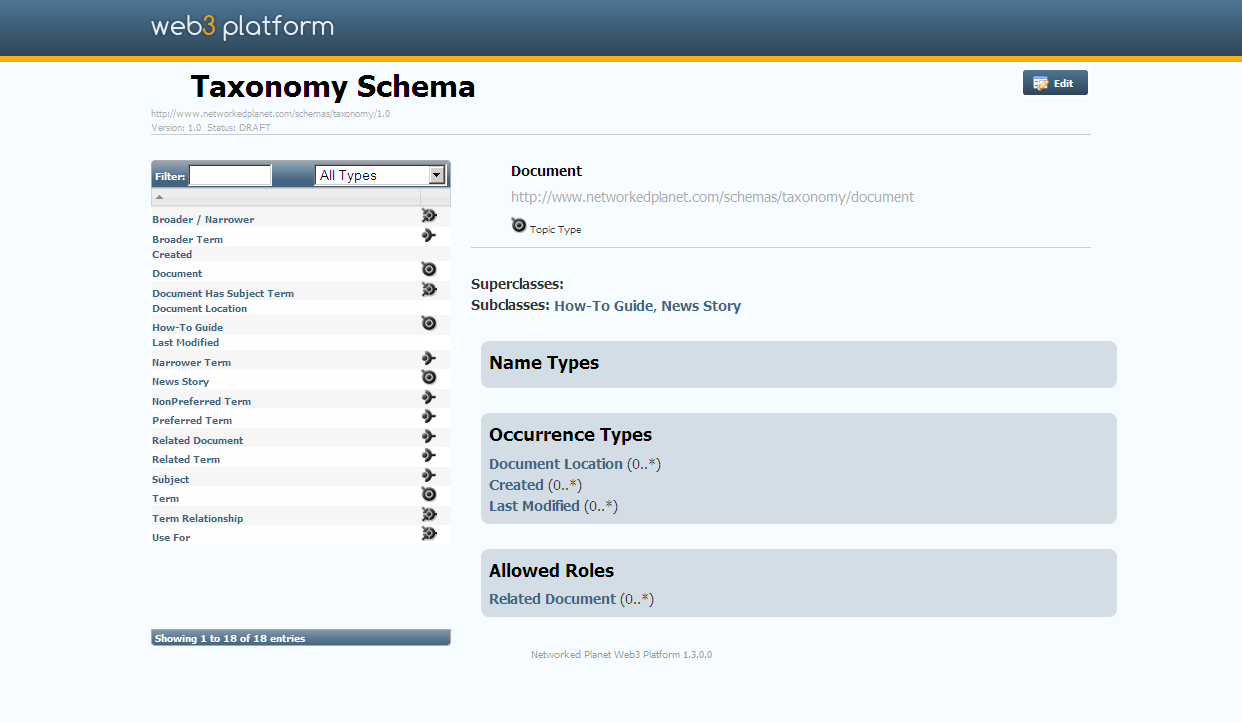 web3 platform
Taxonomy Schema
Edit
http://www.networkedplanet.com/schemas/taxonomy/1.0
Version: 1.0 Status: DRAFT
Filter: All Types
Broader / Narrower
Broader Term
Created
Document
Document Has Subject Term
Document Location
How-To Guide
Last Modified
Narrower Term
News Story
NonPreferred Term
Preferred Term
Related Document
Related Term
Subject
Term
Term Relationship
Use For
Showing 1 to 18 of 18 entries
Document
http://www.networkedplanet.com/schemas/taxonomy/document
Topic Type
Superclasses:
Subclasses: How-To Guide, News Story
Name Types
Occurrence Types
Document Location (0..*)
Created (0..*)
Last Modified (0..*)
Allowed Roles
Related Document (0..*)
Networked Planet Web3 Platform 1.3.0.0